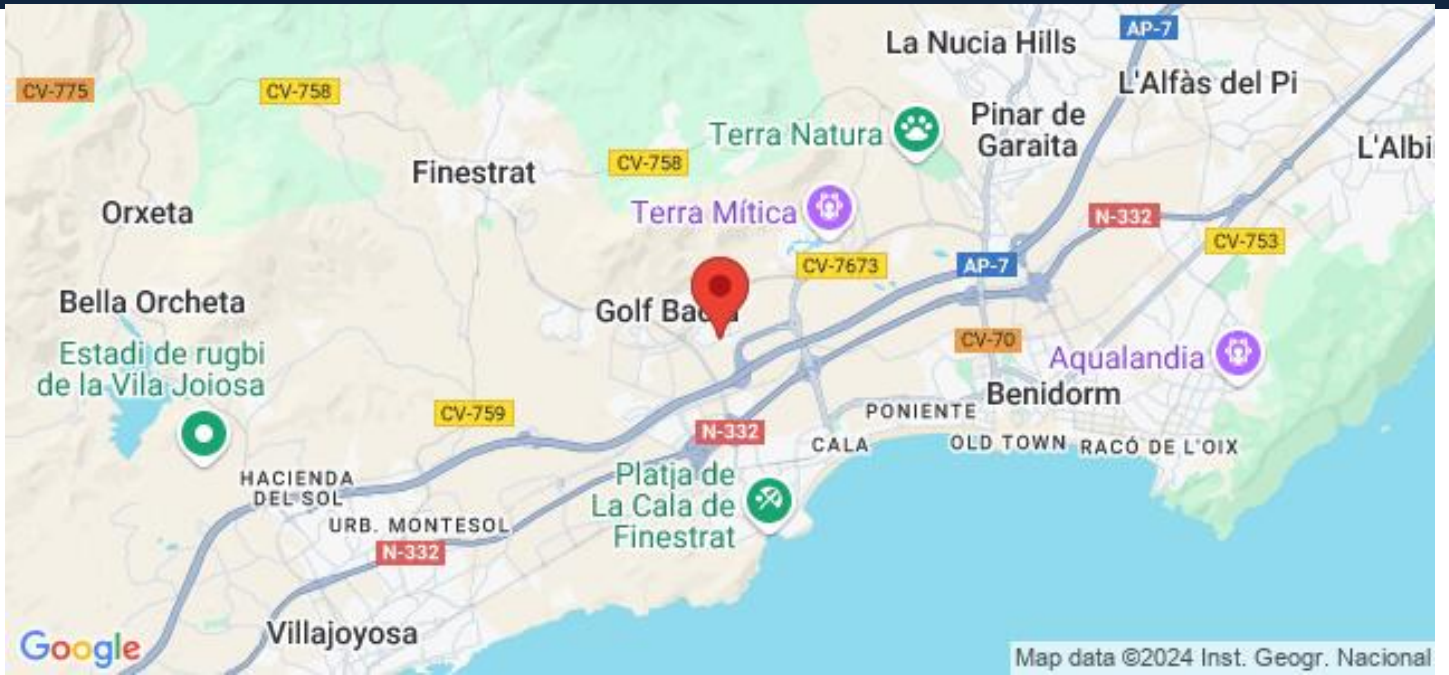 AP-7
La Nucia Hills
CV-775
CV-758
L'Alfàs del Pi
Terra Natura
Pinar de
Garaita
L'Albi
Finestrat
CV-758
Orxeta
Terra Mítica
N-332
CV-753
CV-7673
AP-7
Bella Orcheta
Golf Ba
Estadi de rugbi
de la Vila Joiosa
CV-70
Aqualandia
Benidorm
CV-759
PONIENTE
N-332
CALA
OLD TOWN
RACÓ DE L'OIX
HACIENDA
DEL SOL
Platja de
La Cala de
Finestrat
URB. MONTESOL
N-332
Villajoyosa
Google
Map data ©2024 Inst. Geogr. Nacional